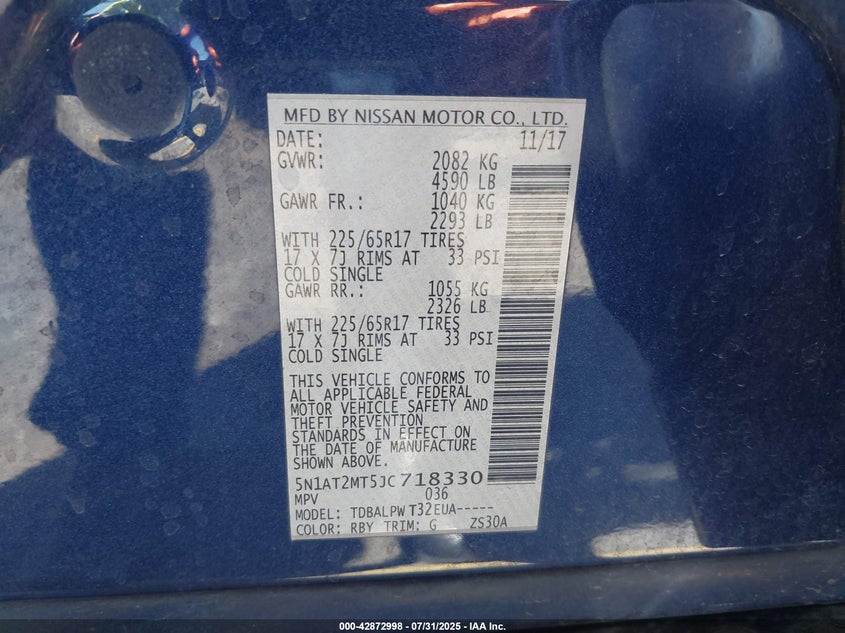 MFD BY NISSAN MOTOR CO., LTD.
DATE: 11/17
GVWR: 2082 KG
4590 LB
GAWR FR.: 1040 KG
2293 LB
WITH 225/65R17 TIRES
17 X 7J RIMS AT 33 PSI
COLD SINGLE
GAWR RR.: 1055 KG
2326 LB
WITH 225/65R17 TIRES
17 X 7J RIMS AT 33 PSI
COLD SINGLE
THIS VEHICLE CONFORMS TO
ALL APPLICABLE FEDERAL
MOTOR VEHICLE SAFETY AND
THEFT PREVENTION
STANDARDS IN EFFECT ON
THE DATE OF MANUFACTURE
SHOWN ABOVE.
5N1AT2MT5JC718330
MPV 036
MODEL: TDBALPW T32EUA-----
COLOR: RBY TRIM: G ZS30A
000-42872998 - 07/31/2025 - IAA Inc.